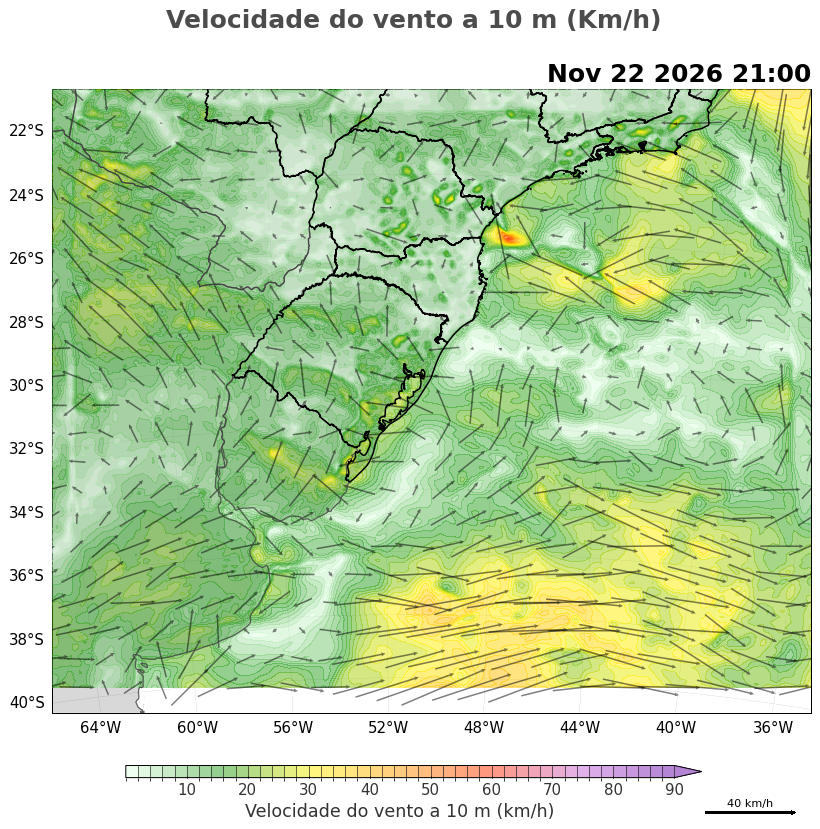 Velocidade do vento a 10 m (Km/h)
Nov 22 2026 21:00
22°S
24°S
26°S
28°S
30°S
32°S
34°S
36°S
38°S
40°S
64°W 60°W 56°W 52°W 48°W 44°W 40°W 36°W
10 20 30 40 50 60 70 80 90
Velocidade do vento a 10 m (km/h)
40 km/h